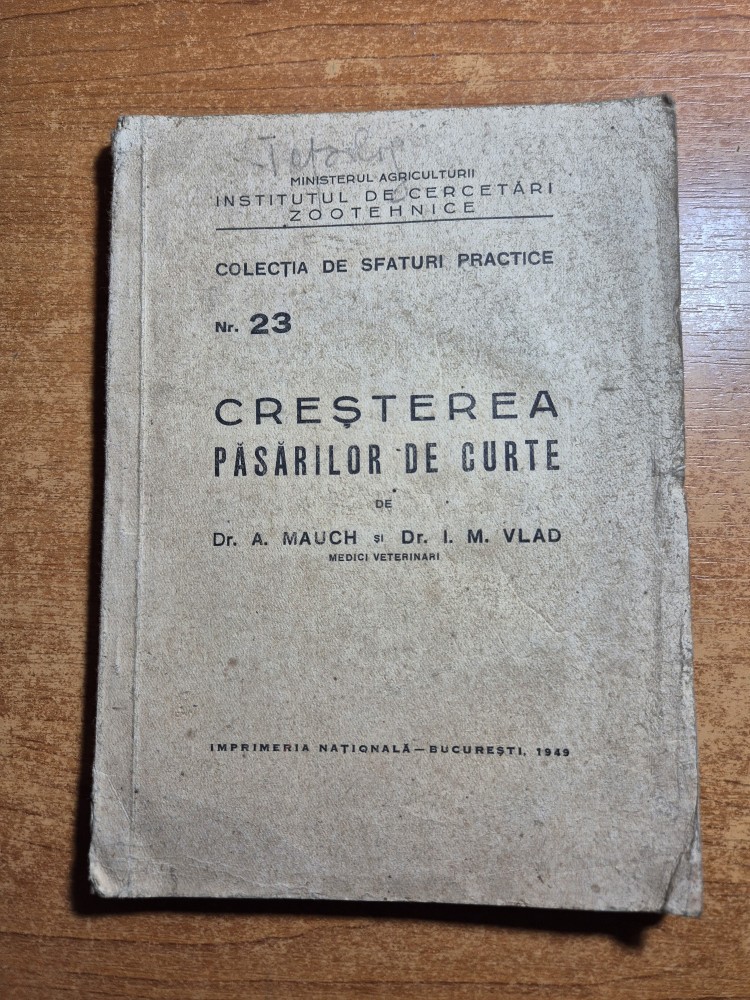 MINISTERUL AGRICULTURII
INSTITUTUL DE CERCETĂRI
ZOOTEHNICE
COLECȚIA DE SFATURI PRACTICE
Nr. 23
CREȘTEREA
PĂSĂRILOR DE CURTE
DE
Dr. A. MAUCH ȘI Dr. I. M. VLAD
MEDICI VETERINARI
IMPRIMERIA NAȚIONALĂ — BUCUREȘTI, 1949